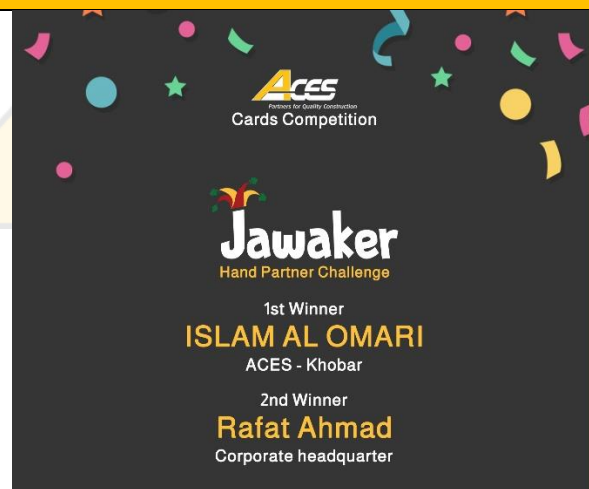 ACES
Partners for Quality Construction
Cards Competition
Jawaker
Hand Partner Challenge
1st Winner
ISLAM AL OMARI
ACES - Khobar
2nd Winner
Rafat Ahmad
Corporate headquarter